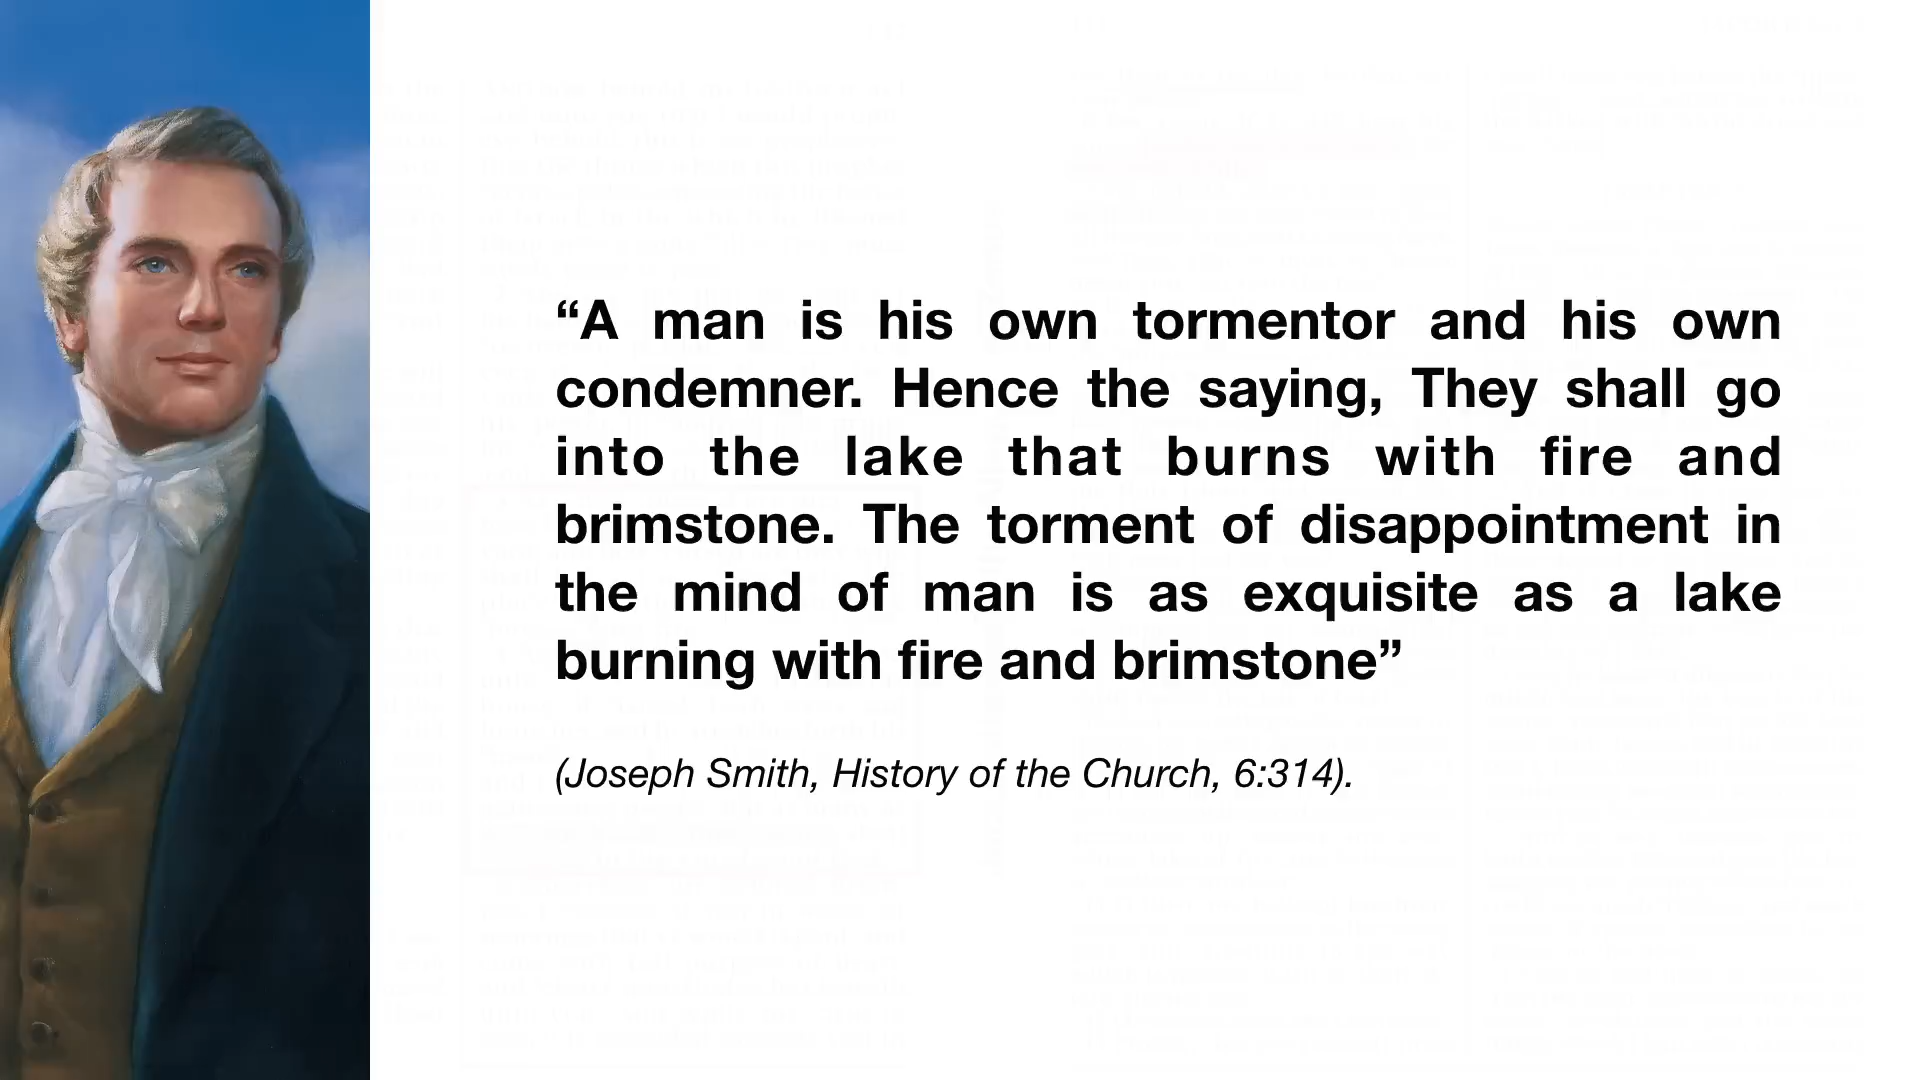 “A man is his own tormentor and his own
condemner. Hence the saying, They shall go
into the lake that burns with fire and
brimstone. The torment of disappointment in
the mind of man is as exquisite as a lake
burning with fire and brimstone”
(Joseph Smith, History of the Church, 6:314).